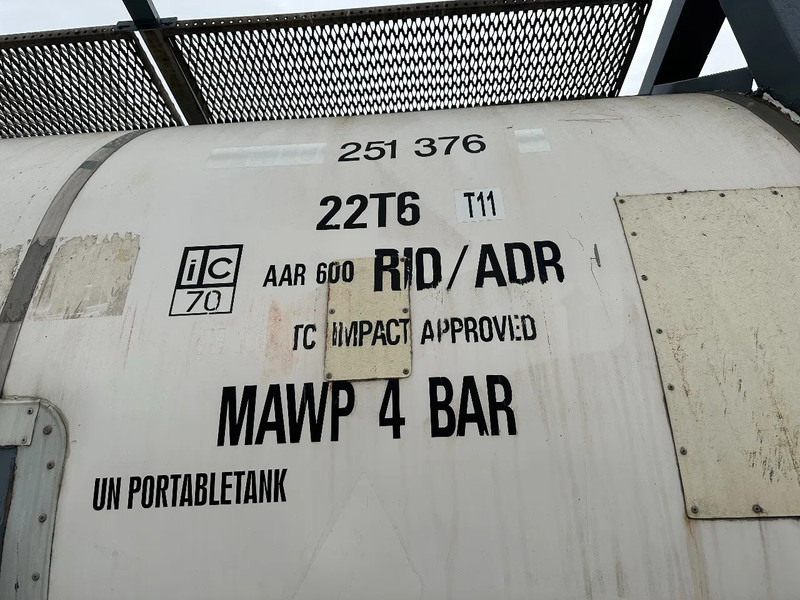 251 376
22T6 T11
ic
70
AAR 600 RID/ADR
TC IMPACT APPROVED
MAWP 4 BAR
UN PORTABLETANK